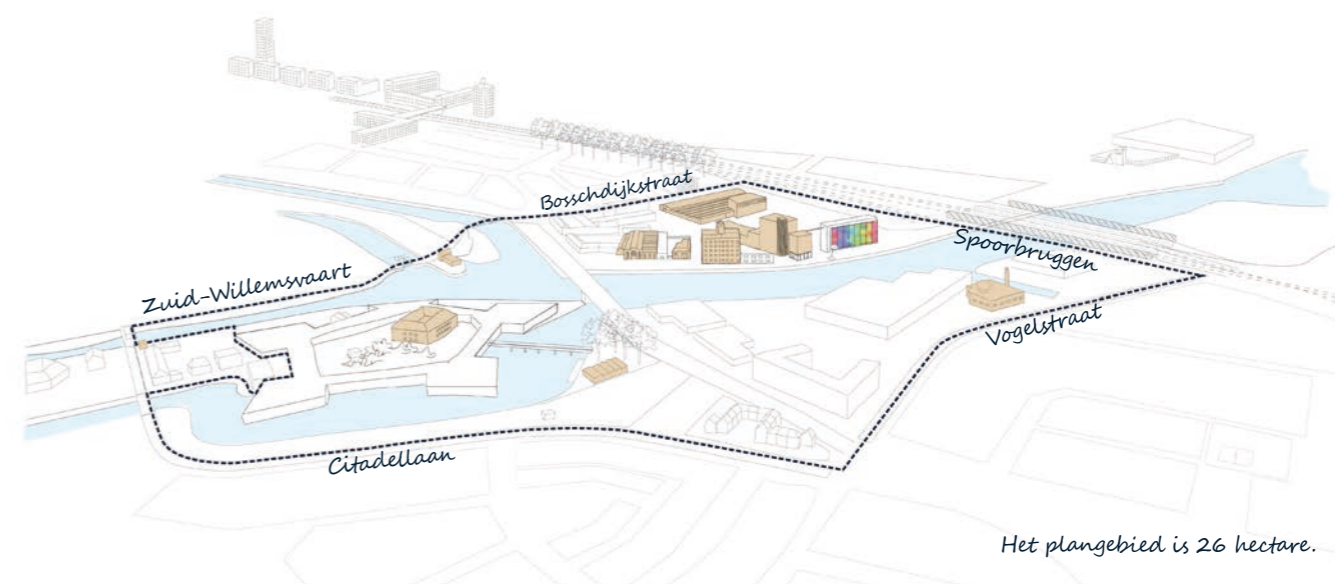 Bosschdijkstraat
Zuid-Willemsvaart
Spoorbruggen
Vogelstraat
Citadellaan
Het plangebied is 26 hectare.